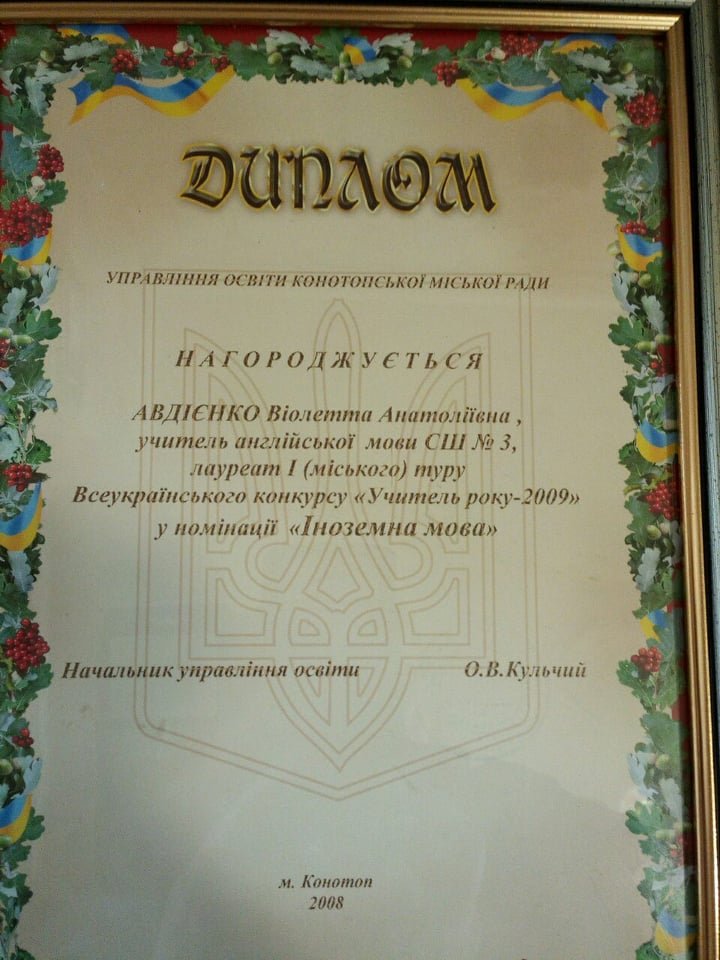 ДИПЛОМ
УПРАВЛІННЯ ОСВІТИ КОНОТОПСЬКОЇ МІСЬКОЇ РАДИ
НАГОРОДЖУЄТЬСЯ
АВДІЄНКО Віолетта Анатоліївна ,
учитель англійської мови СШ № 3,
лауреат І (міського) туру
Всеукраїнського конкурсу «Учитель року-2009»
у номінації «Іноземна мова»
Начальник управління освіти О.В.Кульчий
м. Конотоп
2008